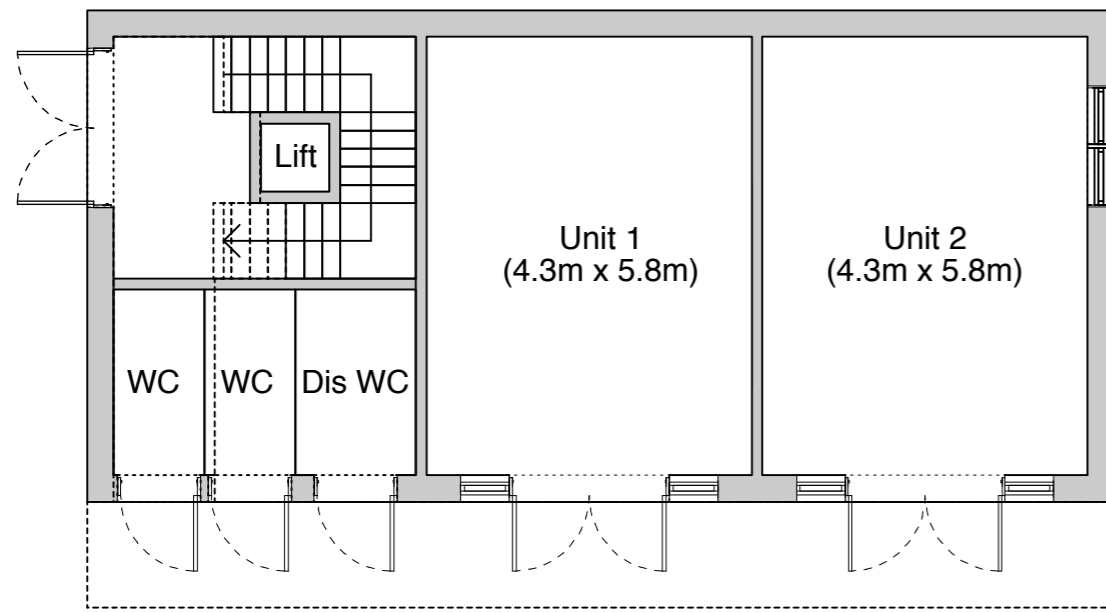 Lift
Unit 1
(4.3m x 5.8m)
Unit 2
(4.3m x 5.8m)
WC
WC
Dis WC